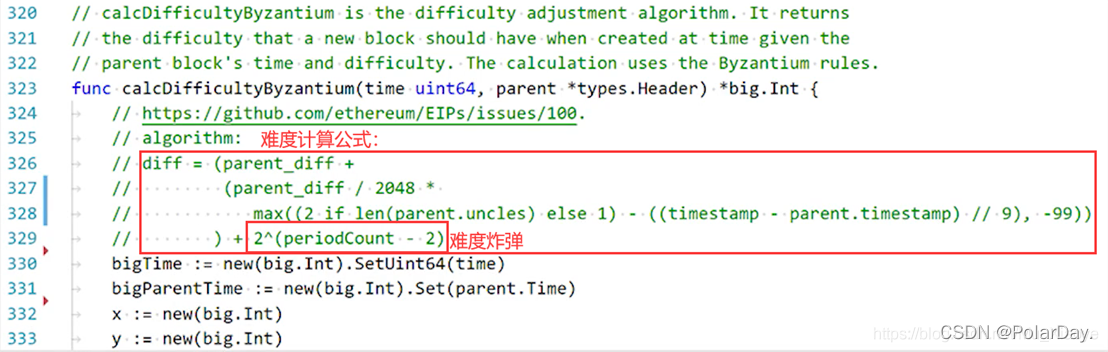 320 // calcDifficultyByzantium is the difficulty adjustment algorithm. It returns
321 // the difficulty that a new block should have when created at time given the
322 // parent block's time and difficulty. The calculation uses the Byzantium rules.
323 func calcDifficultyByzantium(time uint64, parent *types.Header) *big.Int {
324 // https://github.com/ethereum/EIPs/issues/100.
325 // algorithm: 难度计算公式:
326 // diff = (parent_diff +
327 // (parent_diff / 2048 *
328 // max((2 if len(parent.uncles) else 1) - ((timestamp - parent.timestamp) // 9), -99))
329 // ) + 2^(periodCount - 2) 难度炸弹
330 bigTime := new(big.Int).SetUint64(time)
331 bigParentTime := new(big.Int).Set(parent.Time)
332 x := new(big.Int)
333 y := new(big.Int)
https://blog
CSDN @PolarDay.